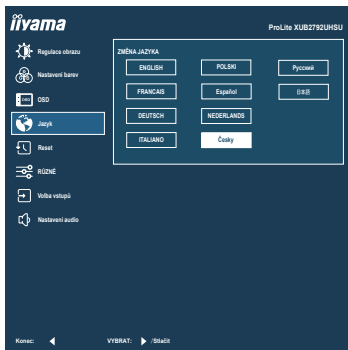 iiyama
ProLite XUB2792UHSU
Regulace obrazu
Nastavení barev
OSD
OSD
Jazyk
Reset
RŮZNÉ
Volba vstupů
Nastavení audio
ZMĚNA JAZYKA
ENGLISH
POLSKI
Русский
FRANCAIS
Español
日本語
DEUTSCH
NEDERLANDS
ITALIANO
Česky
Konec:
VYBRAT: /Stlačit